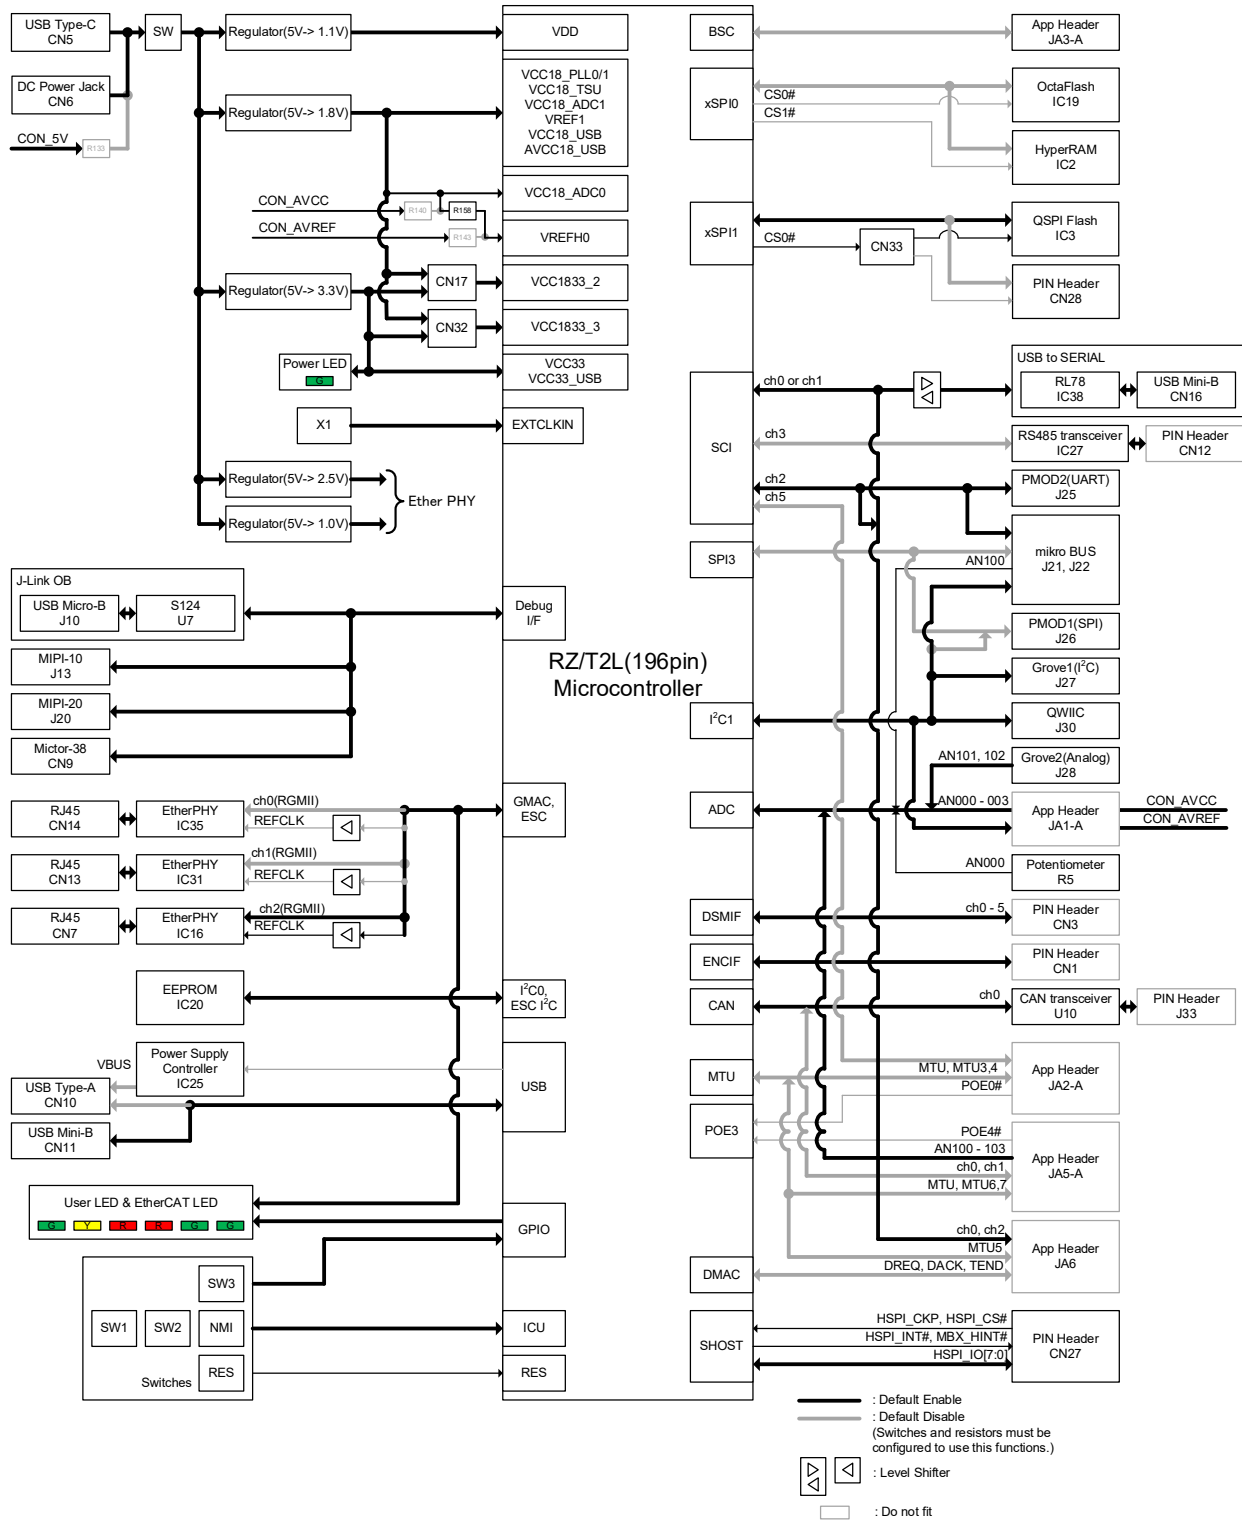 USB Type-C
CN5
SW
DC Power Jack
CN6
CON_5V
R133
Regulator(5V-> 1.1V)
VDD
Regulator(5V-> 1.8V)
VCC18_PLL0/1
VCC18_TSU
VCC18_ADC1
VREF1
VCC18_USB
AVCC18_USB
VCC18_ADC0
CON_AVCC
R140
R158
CON_AVREF
R143
VREFH0
Regulator(5V-> 3.3V)
CN17
VCC1833_2
CN32
VCC1833_3
Power LED
G
VCC33
VCC33_USB
X1
EXTCLKIN
Regulator(5V-> 2.5V)
Regulator(5V-> 1.0V)
Ether PHY
J-Link OB
USB Micro-B
J10
S124
U7
Debug
I/F
MIPI-10
J13
MIPI-20
J20
Mictor-38
CN9
RZ/T2L(196pin)
Microcontroller
RJ45
CN14
EtherPHY
IC35
ch0(RGMII)
REFCLK
GMAC,
ESC
RJ45
CN13
EtherPHY
IC31
ch1(RGMII)
REFCLK
RJ45
CN7
EtherPHY
IC16
ch2(RGMII)
REFCLK
EEPROM
IC20
I²C0,
ESC I²C
VBUS
Power Supply
Controller
IC25
USB Type-A
CN10
USB Mini-B
CN11
USB
User LED & EtherCAT LED
G
Y
R
R
G
G
GPIO
SW3
SW1
SW2
NMI
ICU
RES
Switches
RES
BSC
App Header
JA3-A
xSPI0
CS0#
CS1#
OctaFlash
IC19
HyperRAM
IC2
xSPI1
CS0#
CN33
QSPI Flash
IC3
PIN Header
CN28
SCI
ch0 or ch1
USB to SERIAL
RL78
IC38
USB Mini-B
CN16
ch3
RS485 transceiver
IC27
PIN Header
CN12
ch2
ch5
PMOD2(UART)
J25
SPI3
AN100
mikro BUS
J21, J22
PMOD1(SPI)
J26
Grove1(I²C)
J27
I²C1
QWIIC
J30
AN101, 102
Grove2(Analog)
J28
ADC
AN000 - 003
App Header
JA1-A
CON_AVCC
CON_AVREF
AN000
Potentiometer
R5
DSMIF
ch0 - 5
PIN Header
CN3
ENCIF
PIN Header
CN1
CAN
ch0
CAN transceiver
U10
PIN Header
J33
MTU
MTU, MTU3,4
POE0#
App Header
JA2-A
POE3
POE4#
AN100 - 103
ch0, ch1
MTU, MTU6,7
App Header
JA5-A
ch0, ch2
MTU5
DREQ, DACK, TEND
App Header
JA6
DMAC
SHOST
HSPI_CKP, HSPI_CS#
HSPI_INT#, MBX_HINT#
HSPI_IO[7:0]
PIN Header
CN27
: Default Enable
: Default Disable
(Switches and resistors must be
configured to use this functions.)
: Level Shifter
: Do not fit